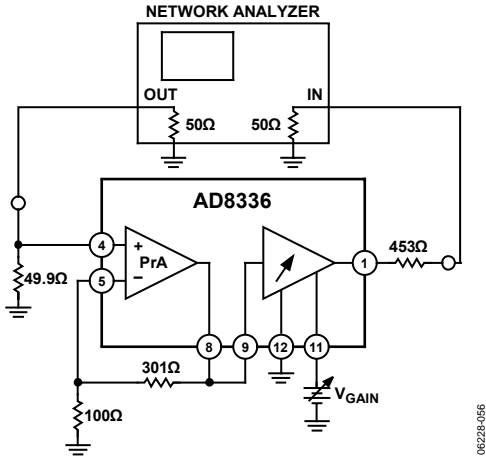 NETWORK ANALYZER
OUT
IN
50Ω
50Ω
AD8336
453Ω
4
+
PrA
1
49.9Ω
5
–
8
9
12
11
301Ω
VGAIN
100Ω
06228-056